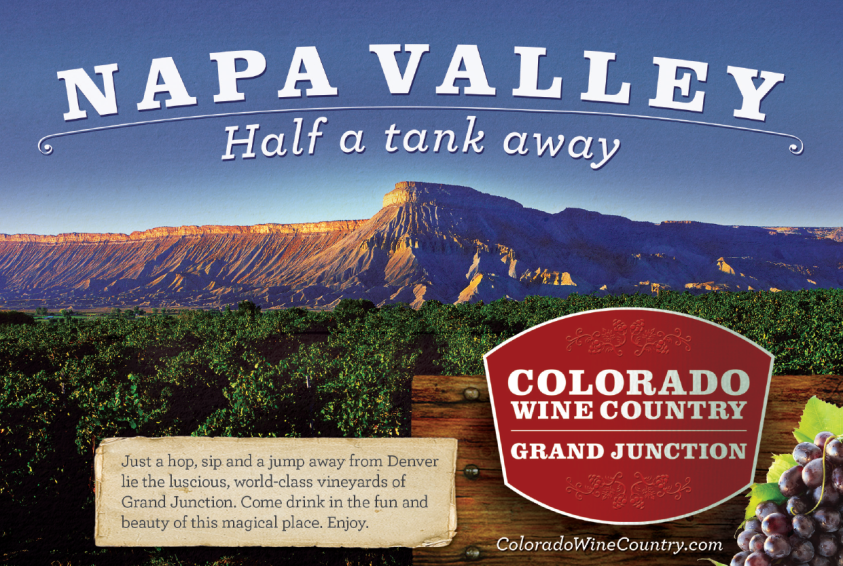 NAPA VALLEY
Half a tank away
COLORADO
WINE COUNTRY
GRAND JUNCTION
Just a hop, sip and a jump away from Denver
lie the luscious, world-class vineyards of
Grand Junction. Come drink in the fun and
beauty of this magical place. Enjoy.
ColoradoWineCountry.com